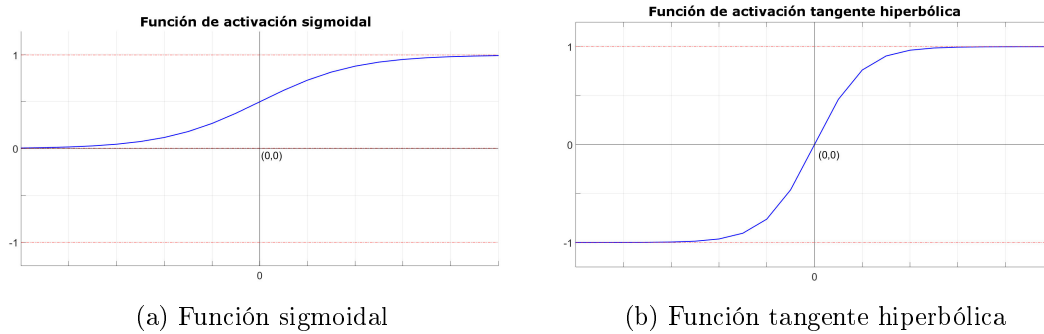 Función de activación sigmoidal
1
0
(0,0)
-1
0
(a) Función sigmoidal
Función de activación tangente hiperbólica
1
0
(0,0)
-1
0
(b) Función tangente hiperbólica